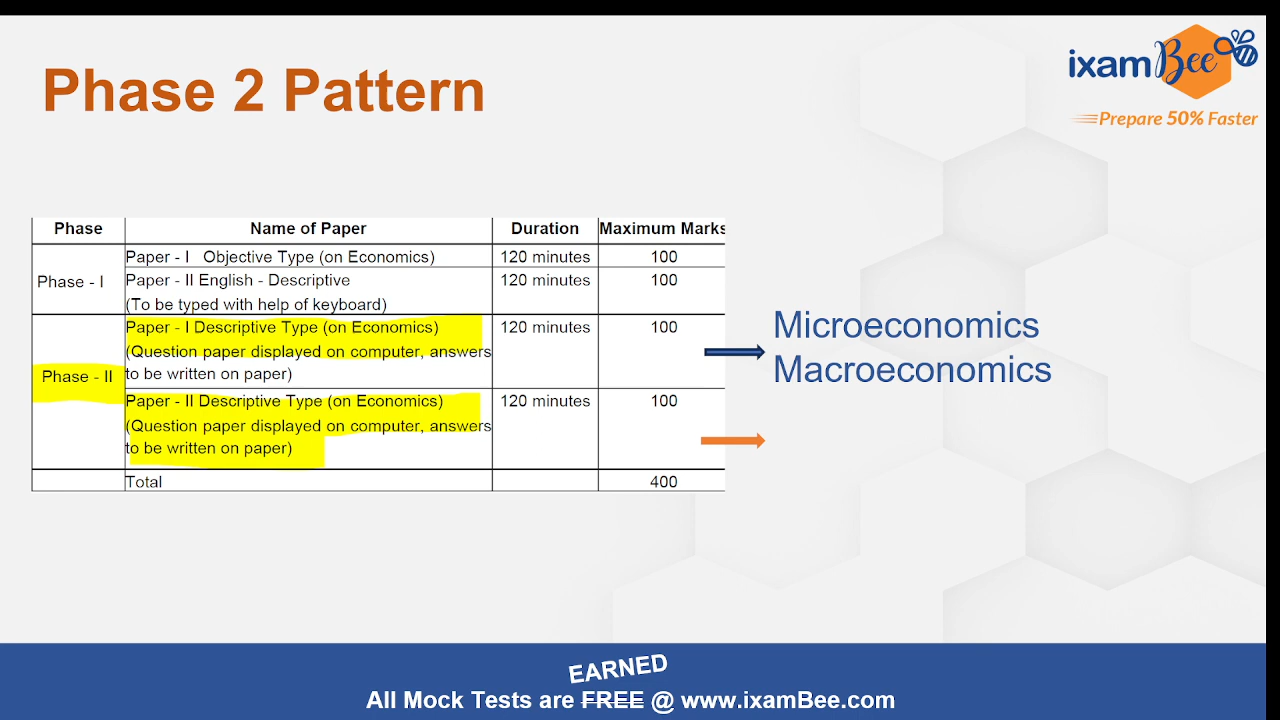 ixamBee
Prepare 50% Faster
Phase 2 Pattern
Phase Name of Paper Duration Maximum Marks
Phase - I
Paper - I Objective Type (on Economics) 120 minutes 100
Paper - II English - Descriptive 120 minutes 100
(To be typed with help of keyboard)
Phase - II
Paper - I Descriptive Type (on Economics) 120 minutes 100
(Question paper displayed on computer, answers
to be written on paper)
Paper - II Descriptive Type (on Economics) 120 minutes 100
(Question paper displayed on computer, answers
to be written on paper)
Total 400
Microeconomics
Macroeconomics
EARNED
All Mock Tests are FREE @ www.ixamBee.com